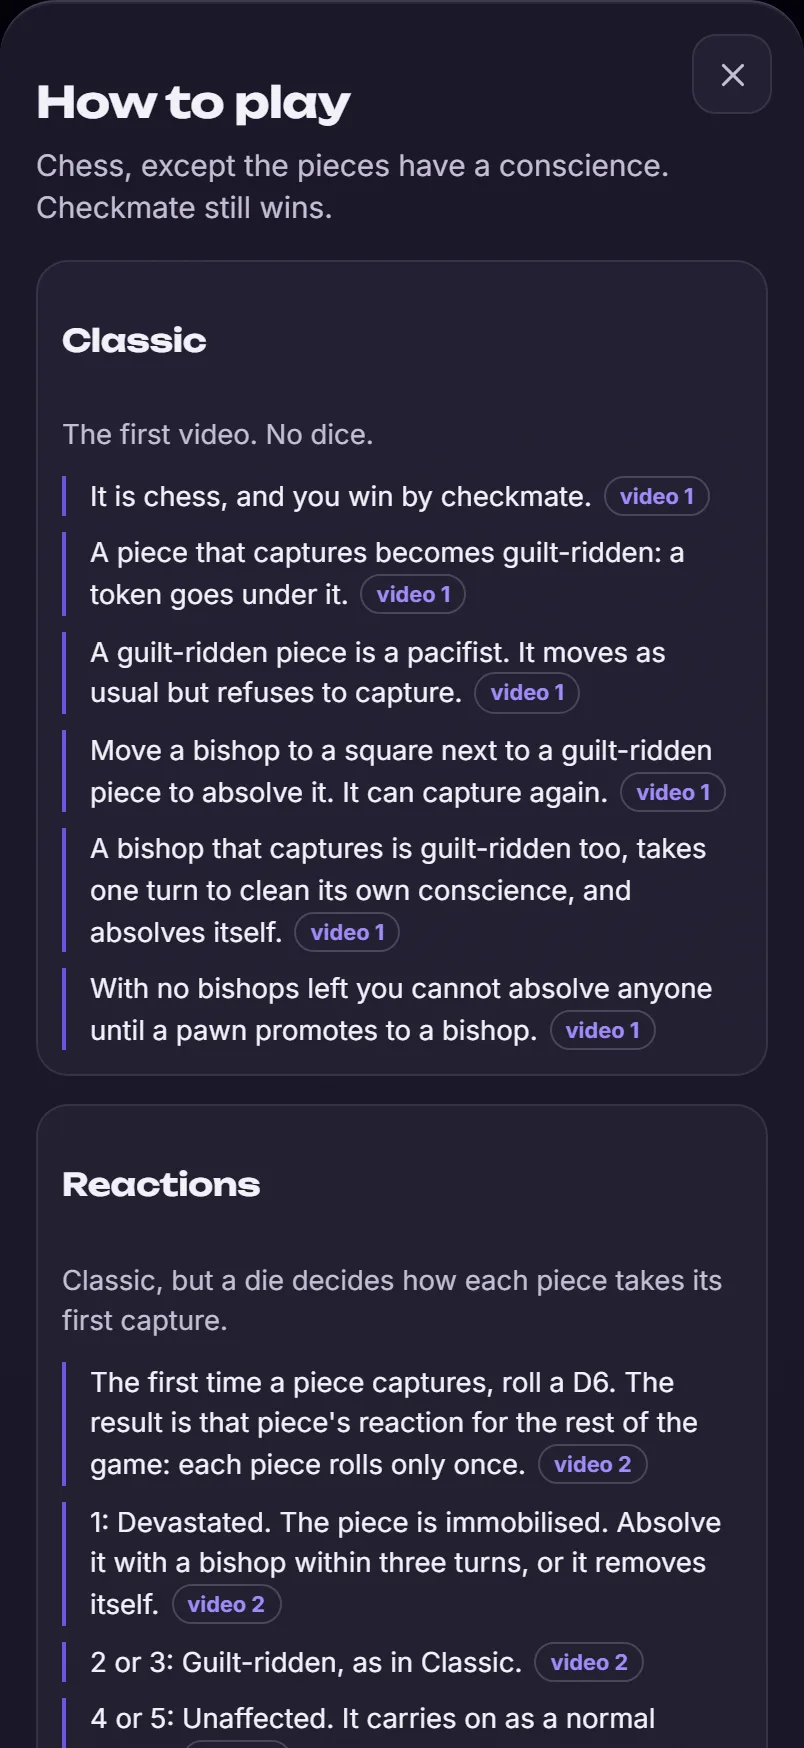 How to play
Chess, except the pieces have a conscience.
Checkmate still wins.
Classic
The first video. No dice.
It is chess, and you win by checkmate. video 1
A piece that captures becomes guilt-ridden: a
token goes under it. video 1
A guilt-ridden piece is a pacifist. It moves as
usual but refuses to capture. video 1
Move a bishop to a square next to a guilt-ridden
piece to absolve it. It can capture again. video 1
A bishop that captures is guilt-ridden too, takes
one turn to clean its own conscience, and
absolves itself. video 1
With no bishops left you cannot absolve anyone
until a pawn promotes to a bishop. video 1
Reactions
Classic, but a die decides how each piece takes its
first capture.
The first time a piece captures, roll a D6. The
result is that piece's reaction for the rest of the
game: each piece rolls only once. video 2
1: Devastated. The piece is immobilised. Absolve
it with a bishop within three turns, or it removes
itself. video 2
2 or 3: Guilt-ridden, as in Classic. video 2
4 or 5: Unaffected. It carries on as a normal